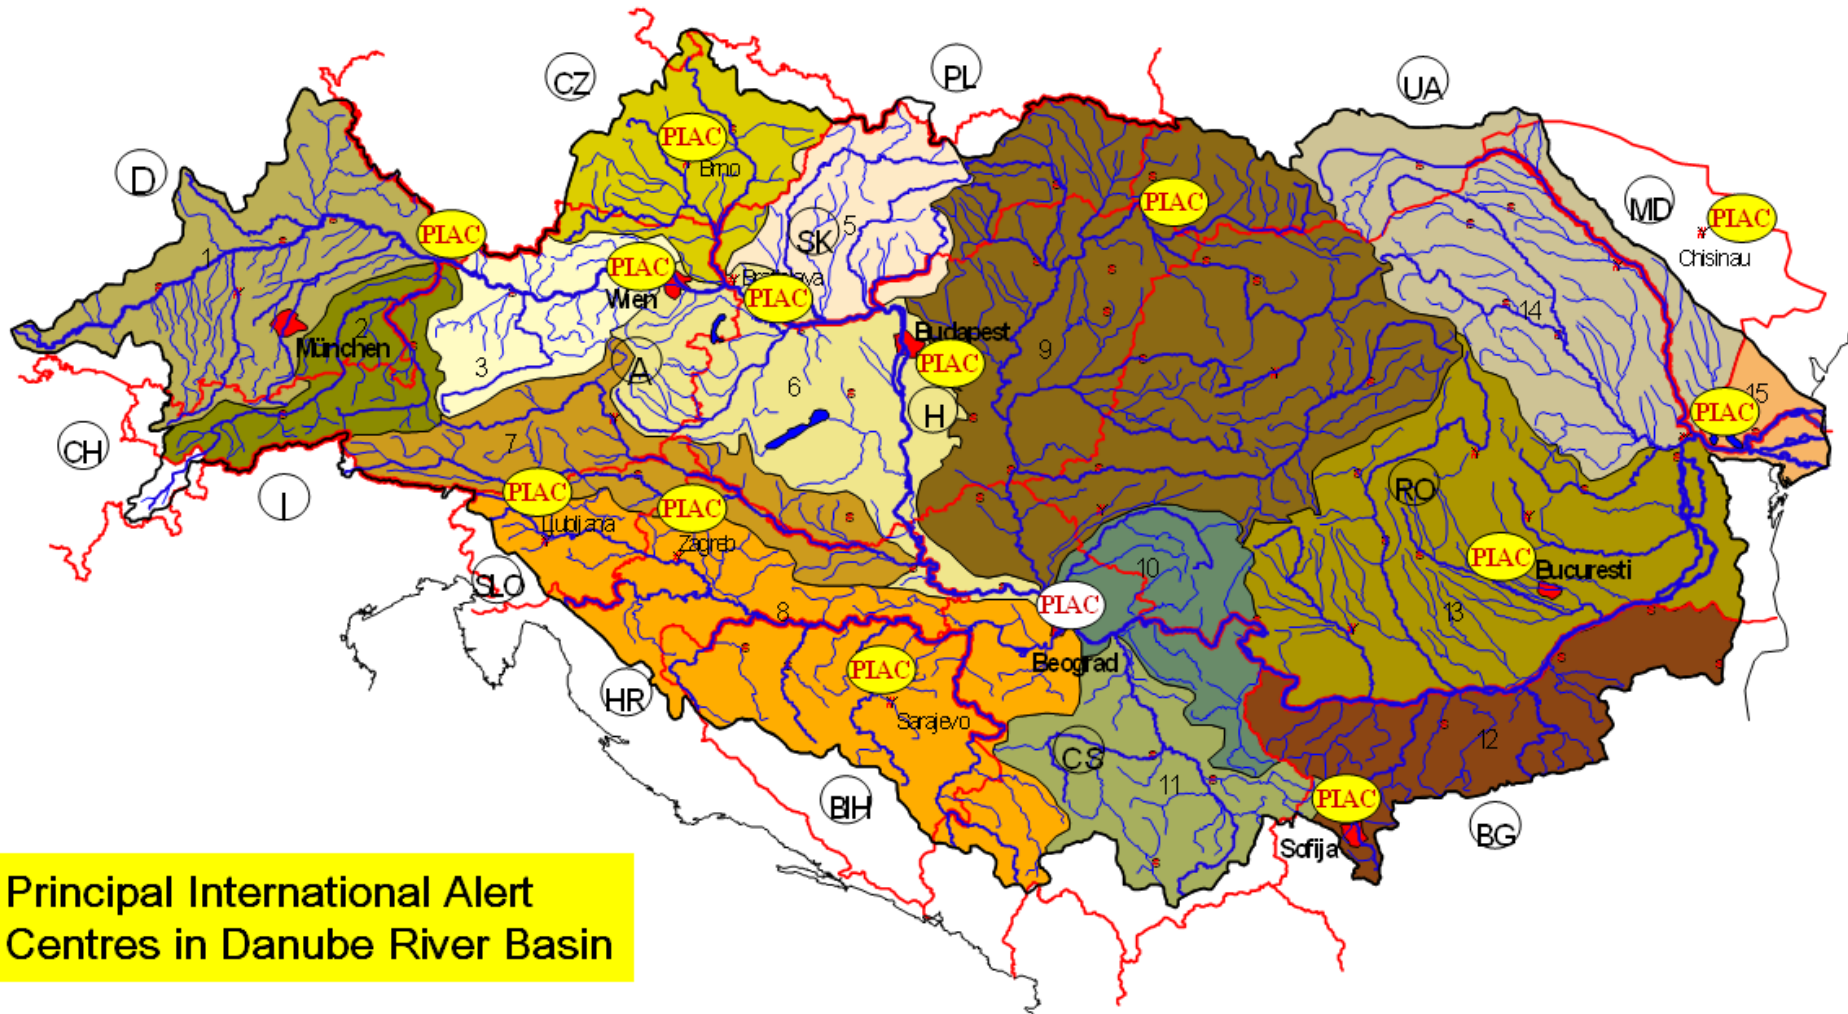 CZ
PL
UA
PIAC
D
Brno
MD
PIAC
PIAC
PIAC
Chisinau
1
SK
5
PIAC
Wien
PIAC
14
2
München
3
A
6
Budapest
PIAC
9
9
H
15
PIAC
CH
I
7
PIAC
PIAC
Ljubljana
Zagreb
RO
PIAC
Bucuresti
SLO
8
10
PIAC
13
Beograd
HR
PIAC
Sarajevo
CS
11
12
BIH
PIAC
Sofija
BG
Principal International Alert
Centres in Danube River Basin